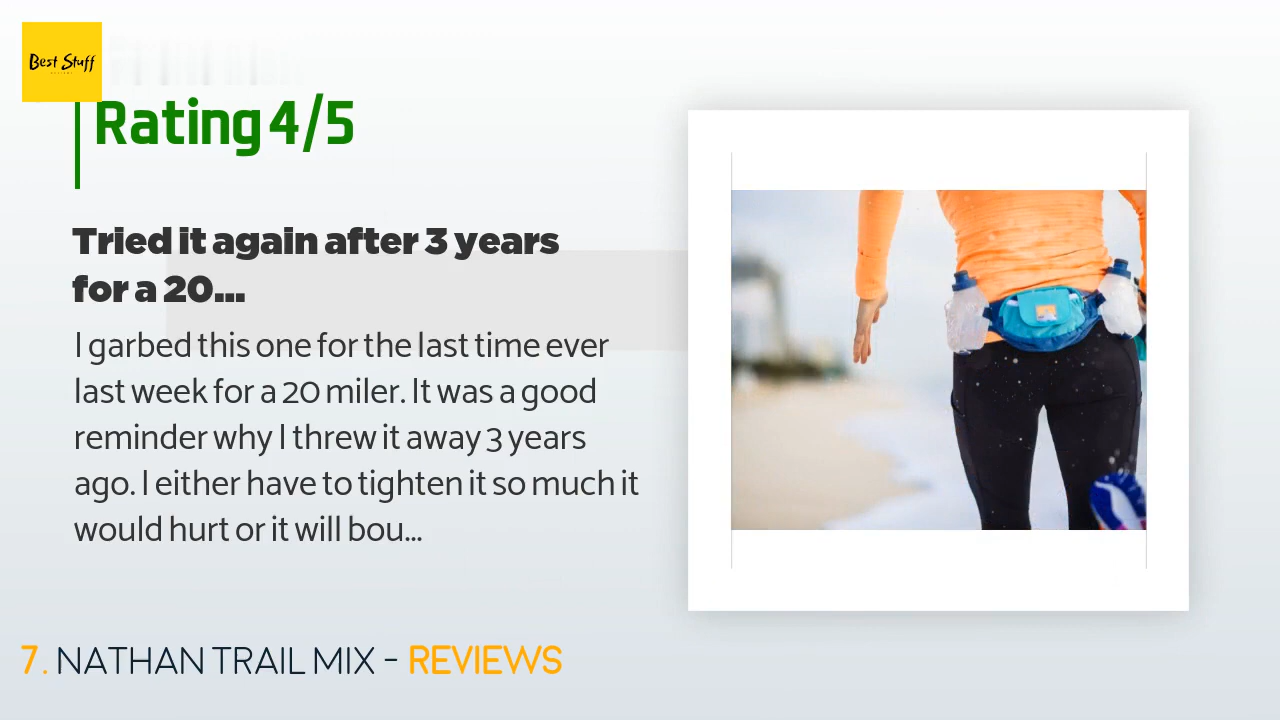 Best Stuff
Rating 4/5
Tried it again after 3 years
for a 20...
I garbed this one for the last time ever
last week for a 20 miler. It was a good
reminder why I threw it away 3 years
ago. I either have to tighten it so much it
would hurt or it will bou...
7. NATHAN TRAIL MIX - REVIEWS